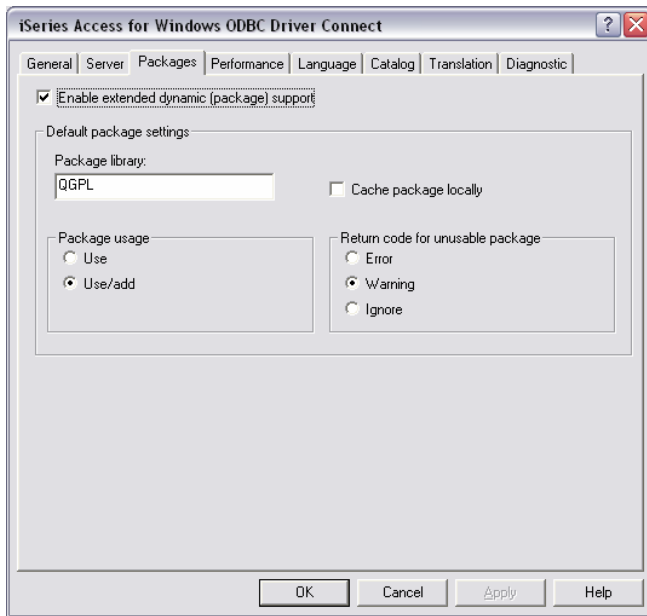 iSeries Access for Windows ODBC Driver Connect
?
General Server Packages Performance Language Catalog Translation Diagnostic
Enable extended dynamic (package) support
Default package settings
Package library:
QGPL
Cache package locally
Package usage
Use
Use/add
Return code for unusable package
Error
Warning
Ignore
OK Cancel Apply Help